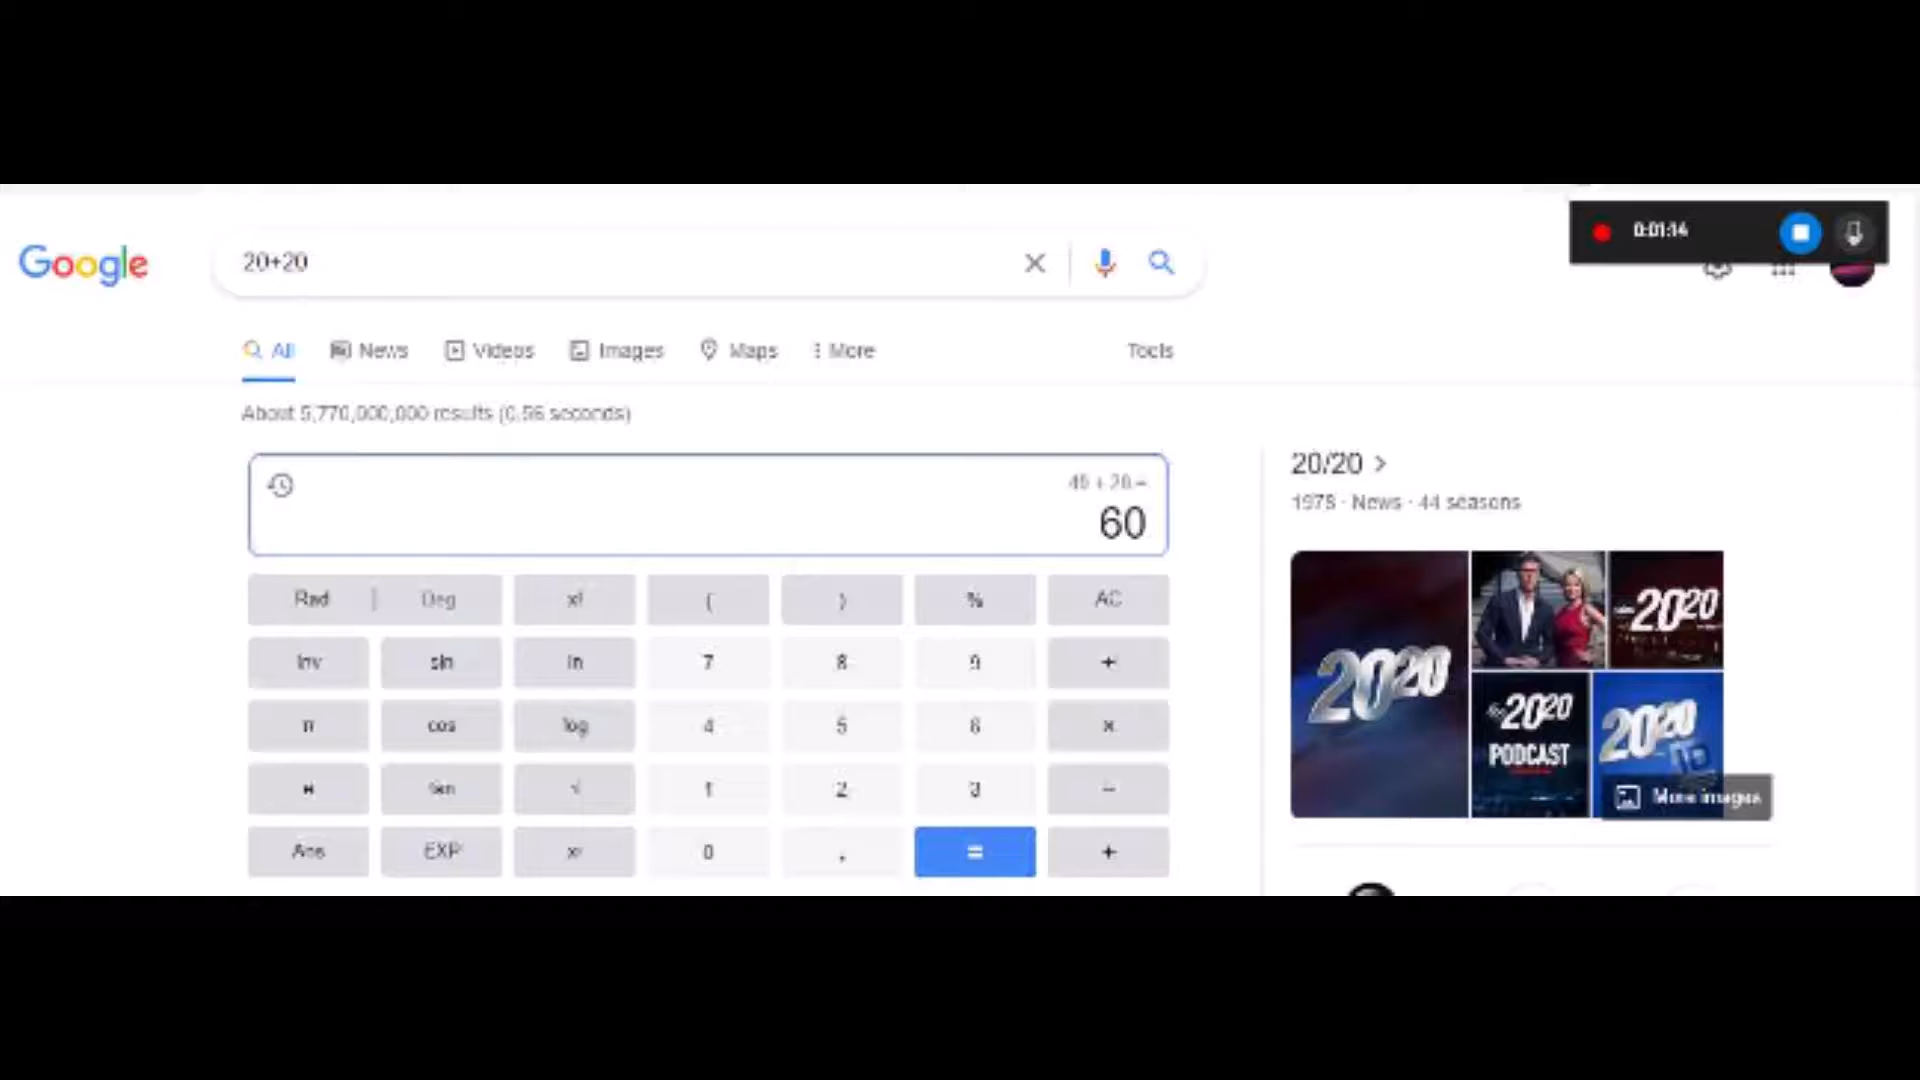 0:01:14
Google
20+20
All News Videos Images Maps More Tools
About 5,770,000,000 results (0.56 seconds)
40 + 20 =
60
Rad Deg x! ( ) % AC
Inv sin ln 7 8 9 ÷
π cos log 4 5 6 ×
e tan √ 1 2 3 −
Ans EXP 0 . = +
20/20 >
1978 · News · 44 seasons
2020
2020
2020
PODCAST
2020
ID
More images